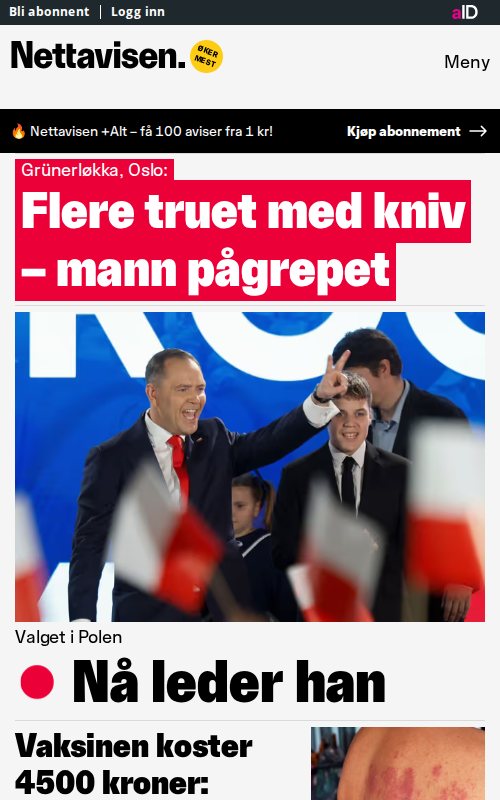 Bli abonnent | Logg inn
aID
Nettavisen.
ØKER
MEST
Meny
🔥 Nettavisen +Alt – få 100 aviser fra 1 kr!
Kjøp abonnement →
Grünerløkka, Oslo:
Flere truet med kniv
– mann pågrepet
Valget i Polen
Nå leder han
Vaksinen koster
4500 kroner: